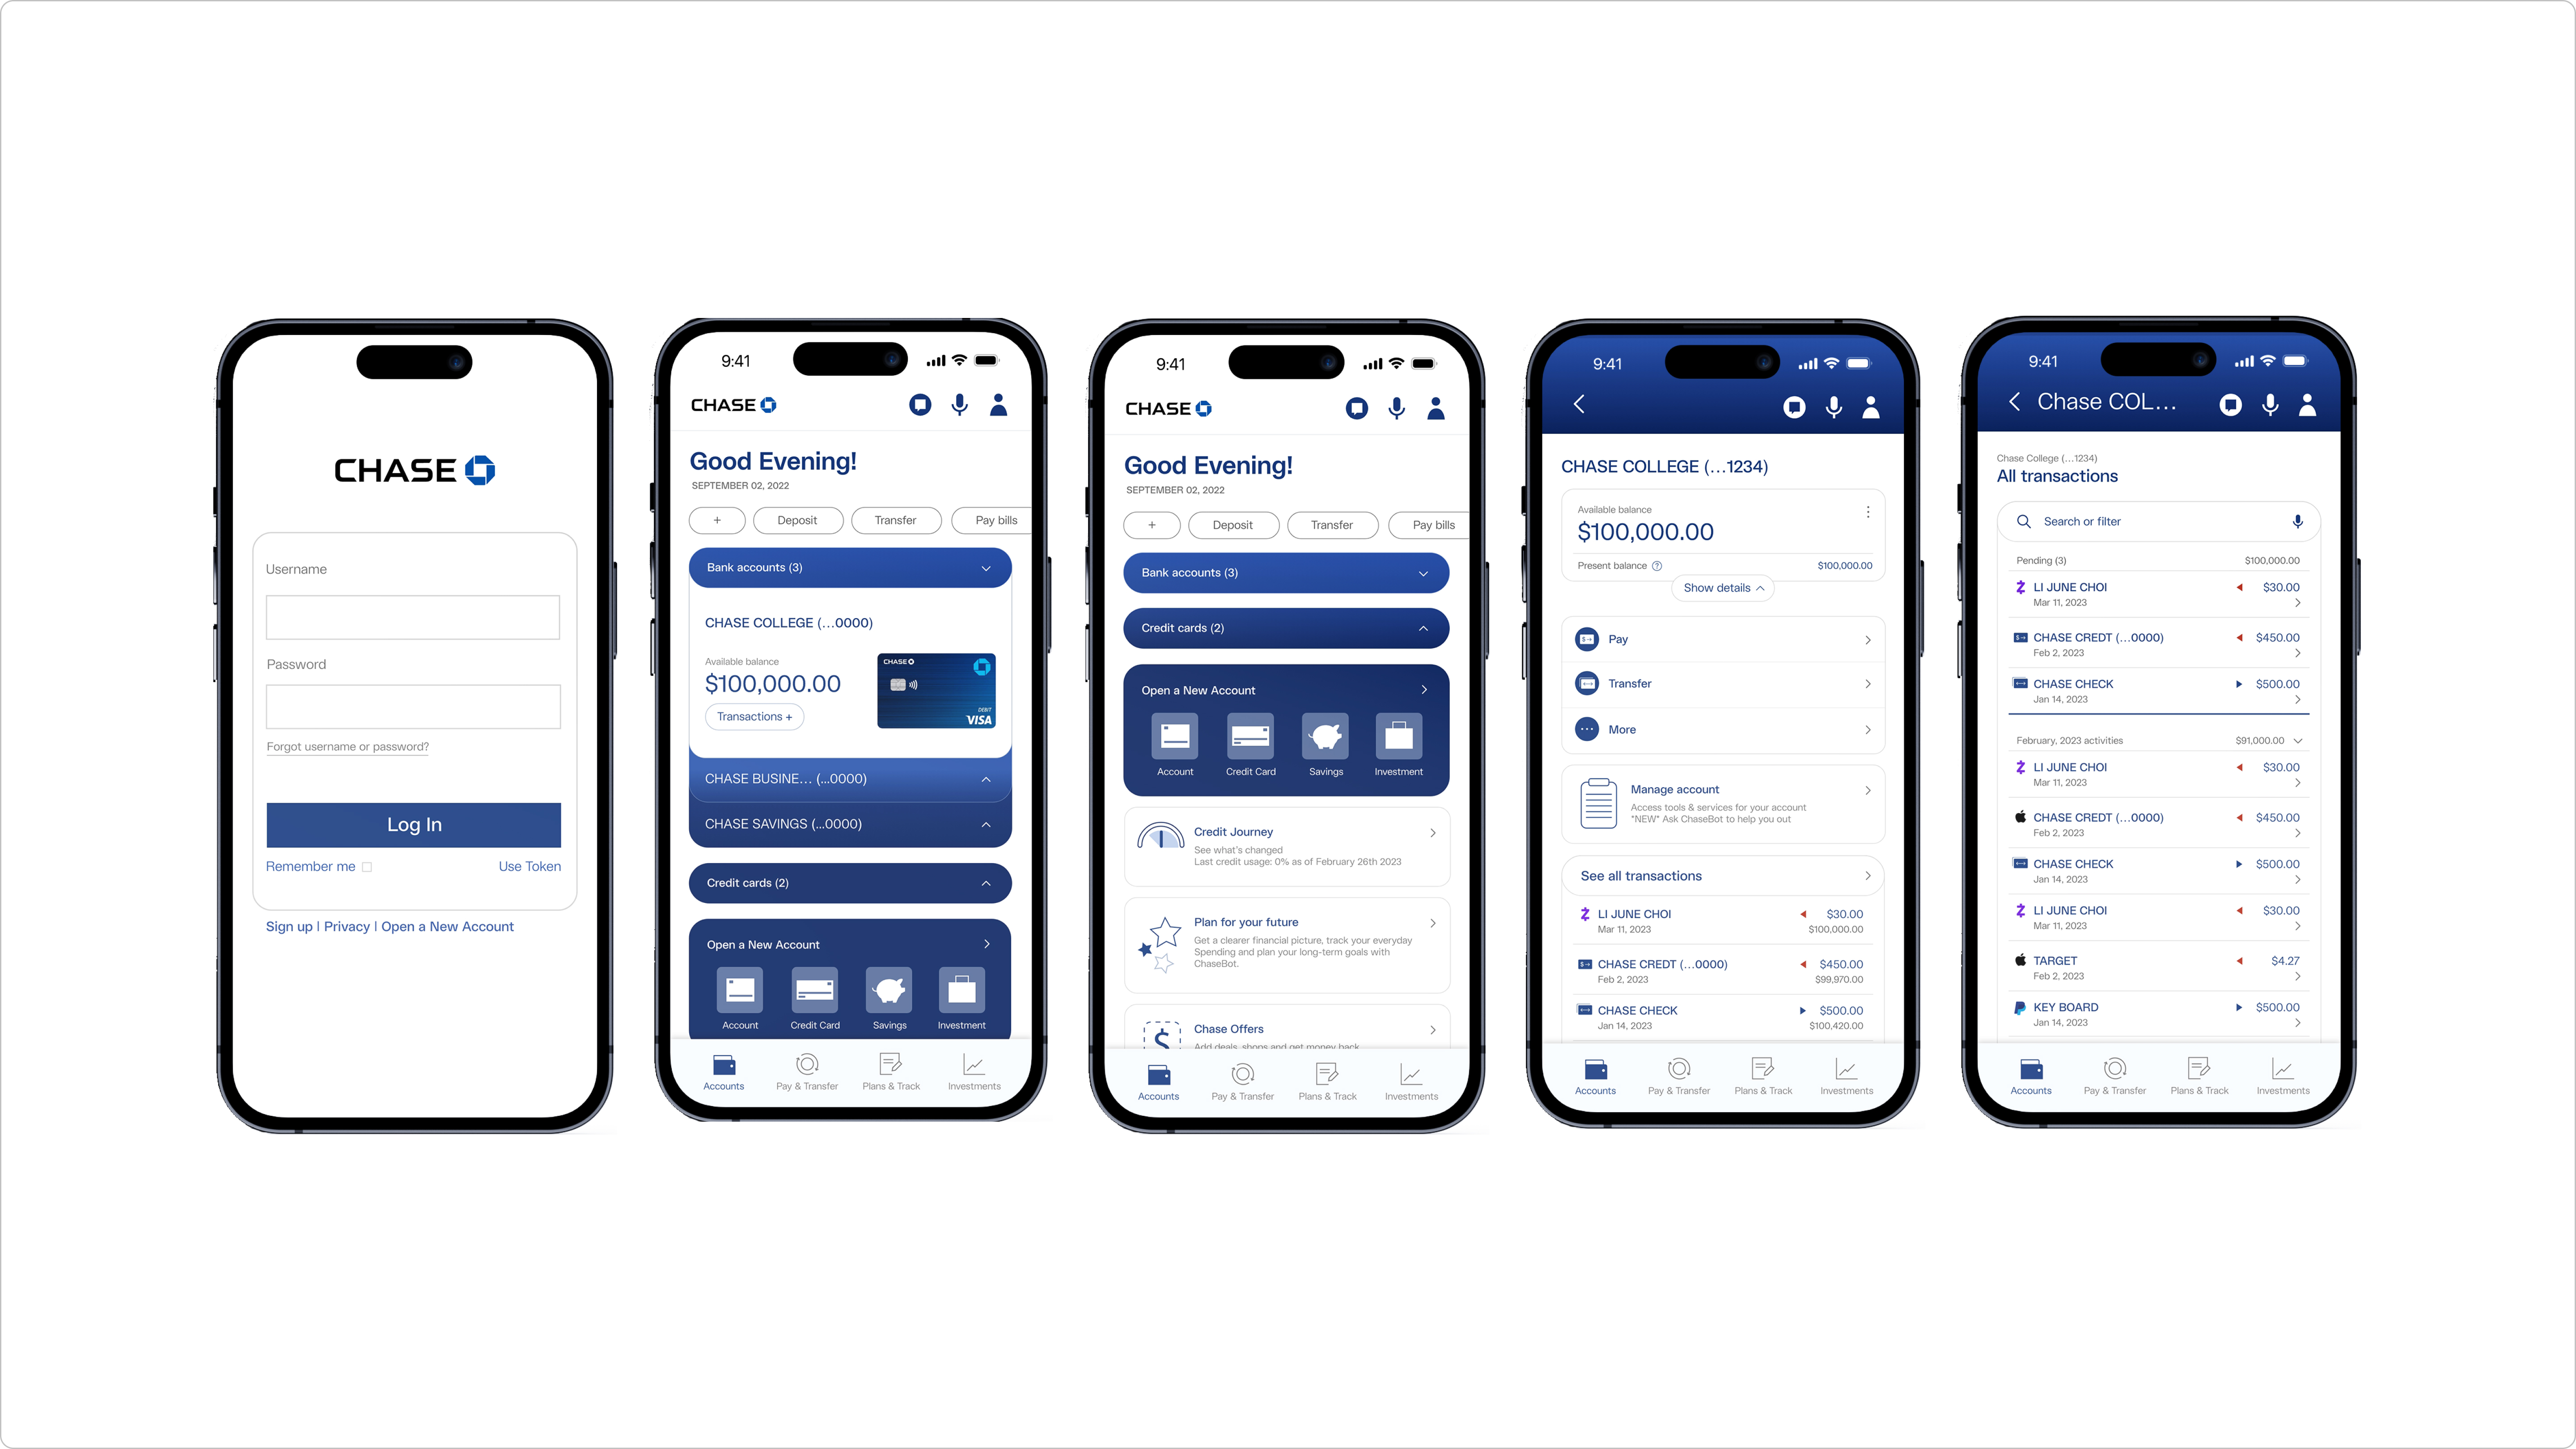 CHASE
Username
Password
Forgot username or password?
Log In
Remember me
Use Token
Sign up | Privacy | Open a New Account
9:41
CHASE
Good Evening!
SEPTEMBER 02, 2022
+ Deposit Transfer Pay bills
Bank accounts (3)
CHASE COLLEGE (...0000)
Available balance
$100,000.00
Transactions +
CHASE
DEBIT
VISA
CHASE BUSINE... (...0000)
CHASE SAVINGS (...0000)
Credit cards (2)
Open a New Account
Account Credit Card Savings Investment
Accounts Pay & Transfer Plans & Track Investments
9:41
CHASE
Good Evening!
SEPTEMBER 02, 2022
+ Deposit Transfer Pay bills
Bank accounts (3)
Credit cards (2)
Open a New Account
Account Credit Card Savings Investment
Credit Journey
See what's changed
Last credit usage: 0% as of February 26th 2023
Plan for your future
Get a clearer financial picture, track your everyday
Spending and plan your long-term goals with
ChaseBot.
Chase Offers
Add deals, shops and get money back
Accounts Pay & Transfer Plans & Track Investments
9:41
CHASE COLLEGE (...1234)
Available balance
$100,000.00
Present balance ? $100,000.00
Show details
Pay
Transfer
More
Manage account
Access tools & services for your account
*NEW* Ask ChaseBot to help you out
See all transactions
LI JUNE CHOI $30.00
Mar 11, 2023 $100,000.00
CHASE CREDT (...0000) $450.00
Feb 2, 2023 $99,970.00
CHASE CHECK $500.00
Jan 14, 2023 $100,420.00
Accounts Pay & Transfer Plans & Track Investments
9:41
Chase COL...
Chase College (...1234)
All transactions
Search or filter
Pending (3) $100,000.00
LI JUNE CHOI $30.00
Mar 11, 2023
CHASE CREDT (...0000) $450.00
Feb 2, 2023
CHASE CHECK $500.00
Jan 14, 2023
February, 2023 activities $91,000.00
LI JUNE CHOI $30.00
Mar 11, 2023
CHASE CREDT (...0000) $450.00
Feb 2, 2023
CHASE CHECK $500.00
Jan 14, 2023
LI JUNE CHOI $30.00
Mar 11, 2023
TARGET $4.27
Feb 2, 2023
KEY BOARD $500.00
Jan 14, 2023
Accounts Pay & Transfer Plans & Track Investments